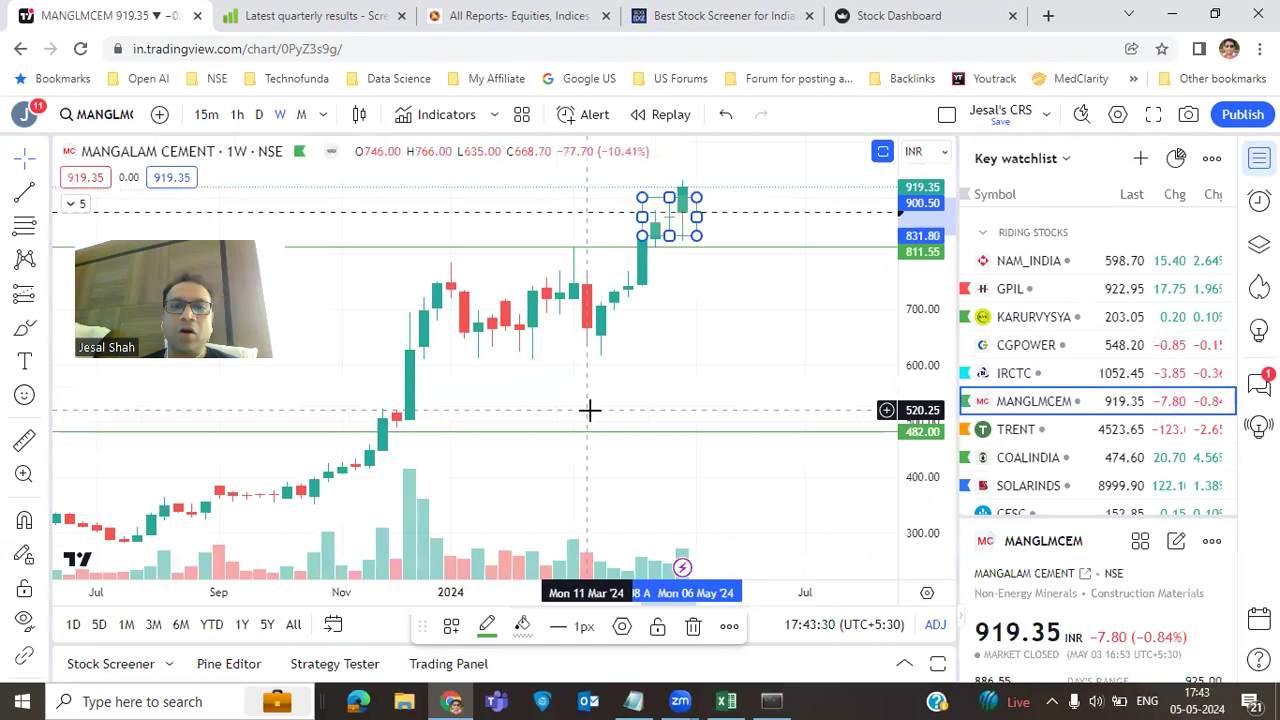 MANGLMCEM 919.35 ▼ −0.
Latest quarterly results - Screen
All Reports- Equities,Indices,
Best Stock Screener for India
Stock Dashboard
in.tradingview.com/chart/0PyZ3s9g/
Bookmarks
Open AI
NSE
Technofunda
Data Science
My Affiliate
Google US
US Forums
Forum for posting a...
Backlinks
Youtrack
MedClarity
»
Other bookmarks
J
11
MANGLMC
15m
1h
D
W
M
Indicators
Alert
Replay
Jesal's CRS
Save
Publish
MC MANGALAM CEMENT · 1W · NSE
O746.00 H766.00 L635.00 C668.70 −77.70 (−10.41%)
INR
919.35
0.00
919.35
5
919.35
900.50
831.80
811.55
700.00
600.00
520.25
482.00
400.00
300.00
Jesal Shah
Jul
Sep
Nov
2024
Mon 11 Mar '24
08 A
Mon 06 May '24
Jul
1D
5D
1M
3M
6M
YTD
1Y
5Y
All
1px
17:43:30 (UTC+5:30)
ADJ
Stock Screener
Pine Editor
Strategy Tester
Trading Panel
Key watchlist
Symbol Last Chg Chg
RIDING STOCKS
NAM_INDIA 598.70 15.40 2.64%
GPIL 922.95 17.75 1.96%
KARURVYSYA 203.05 0.20 0.10%
CGPOWER 548.20 −0.85 −0.15
IRCTC 1052.45 −3.85 −0.36
MC MANGLMCEM 919.35 −7.80 −0.84
T TRENT 4523.65 −123. −2.65
COALINDIA 474.60 20.70 4.56%
SOLARINDS 8999.90 122.1 1.38%
CESC 152.85 0.15 0.10%
1
MC MANGLMCEM
MANGALAM CEMENT · NSE
Non-Energy Minerals · Construction Materials
919.35 INR −7.80 (−0.84%)
MARKET CLOSED (MAY 03 16:53 UTC+5:30)
886.55 DAY'S RANGE 925.00
Type here to search
Live
ENG
17:43
05-05-2024
21